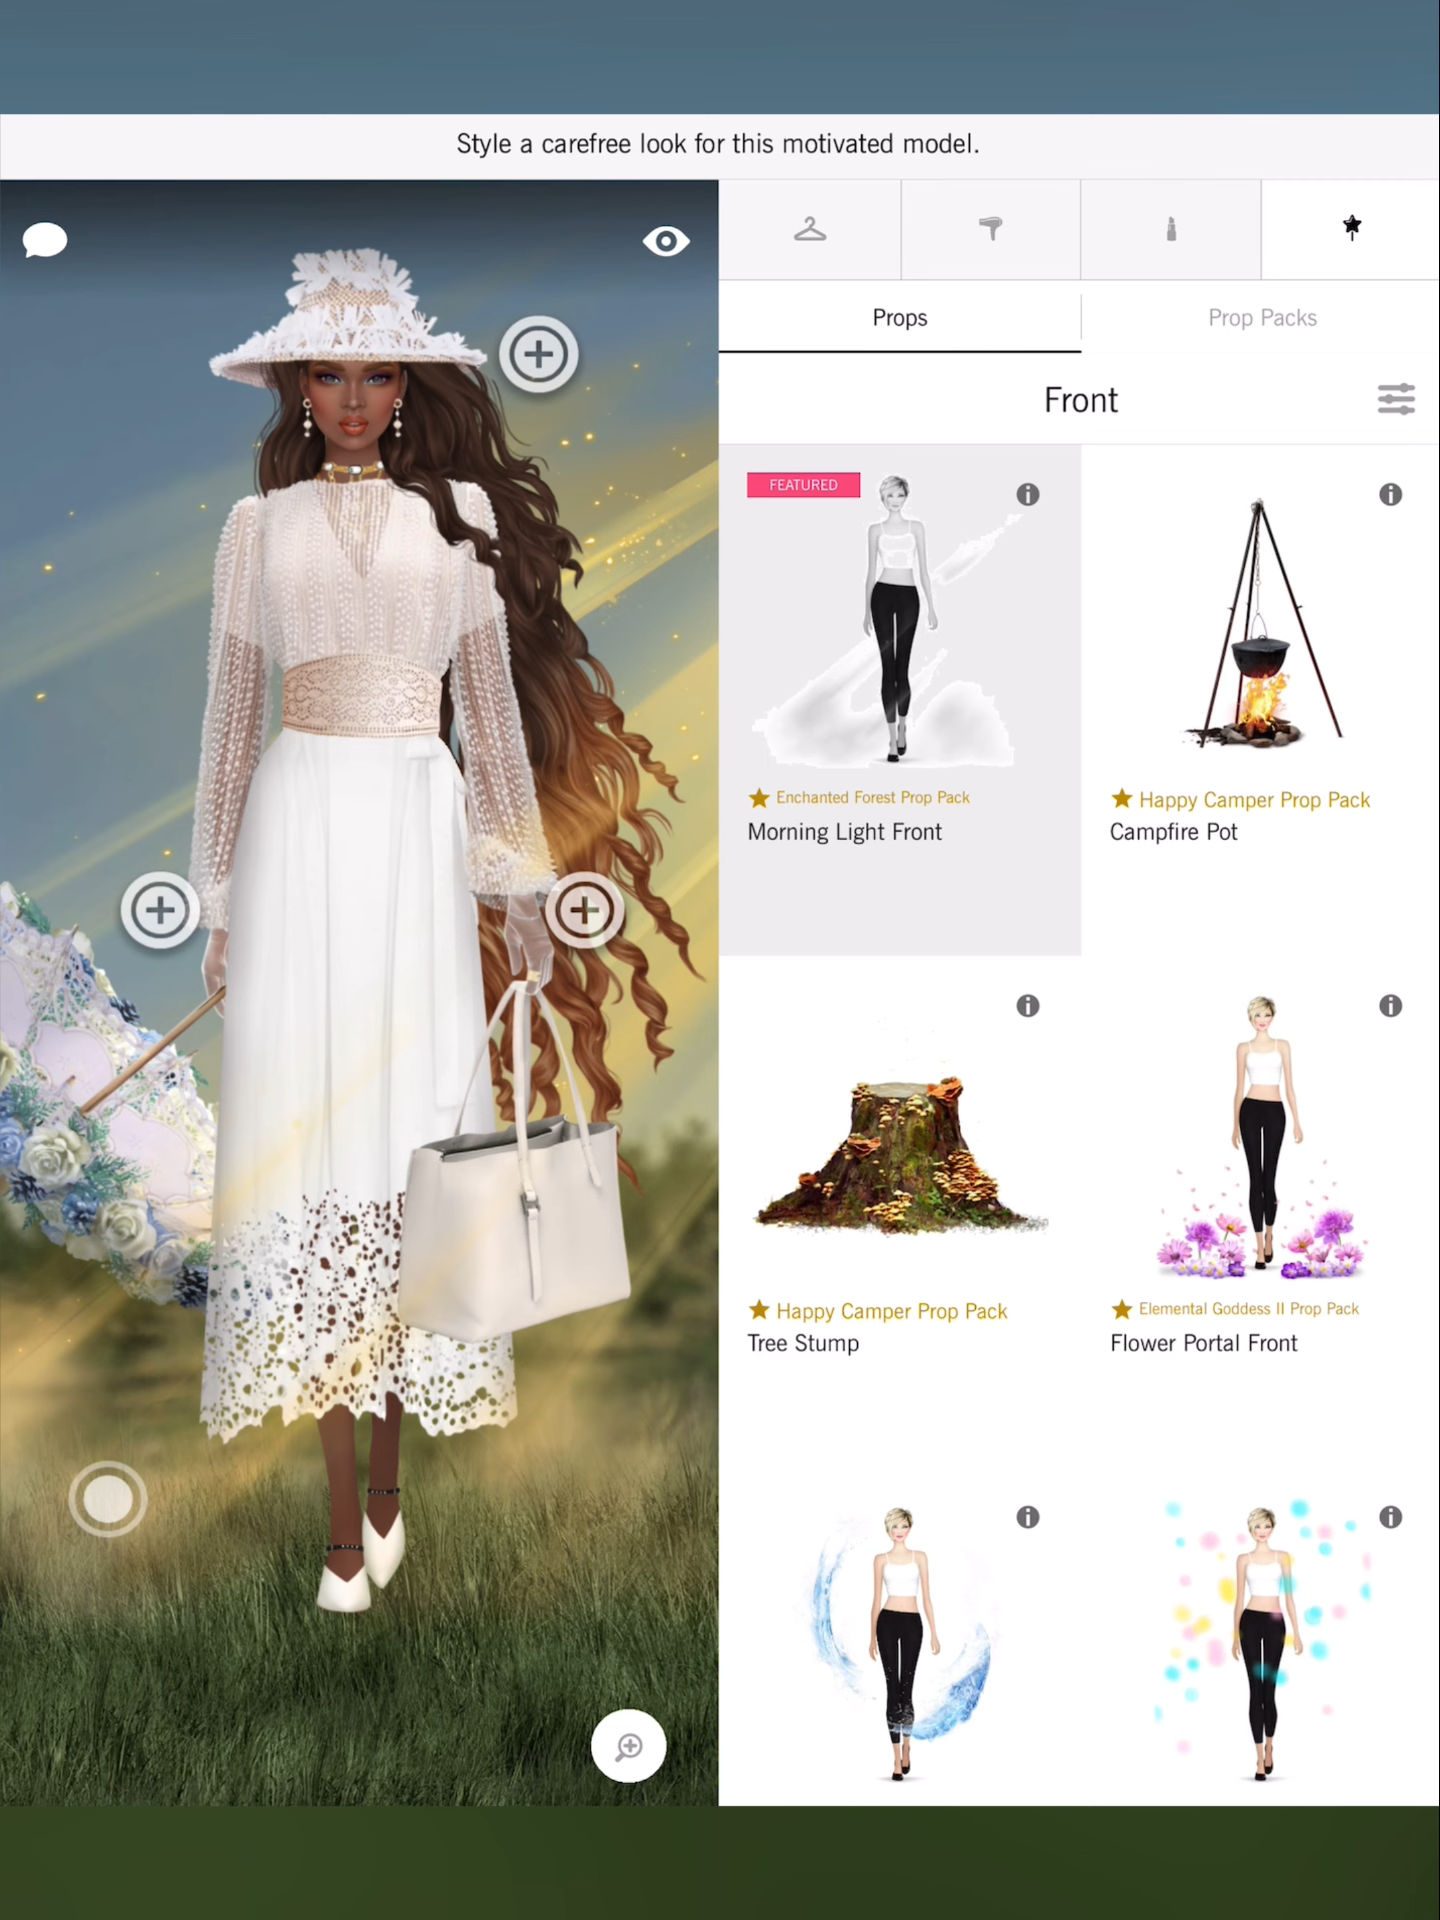 Style a carefree look for this motivated model.
Props
Prop Packs
Front
FEATURED
Enchanted Forest Prop Pack
Morning Light Front
Happy Camper Prop Pack
Campfire Pot
Happy Camper Prop Pack
Tree Stump
Elemental Goddess II Prop Pack
Flower Portal Front